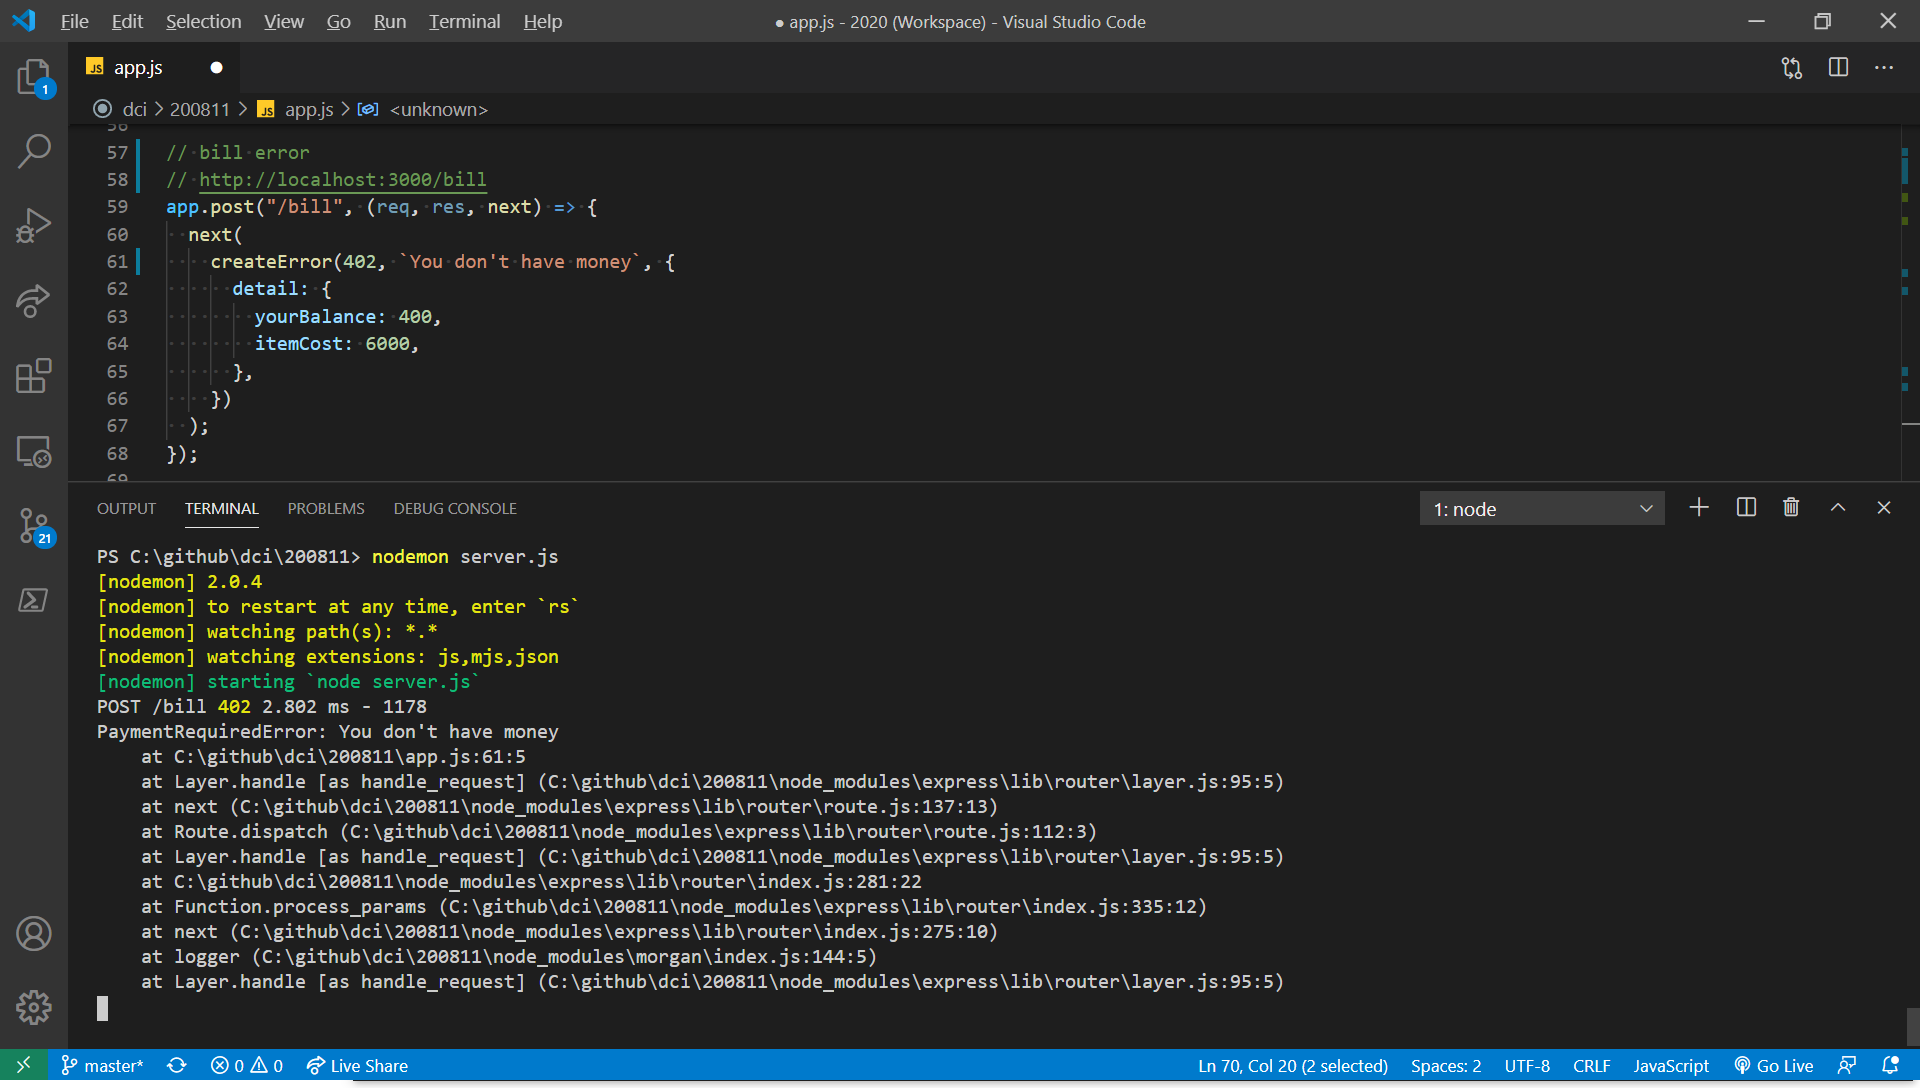 File Edit Selection View Go Run Terminal Help
● app.js - 2020 (Workspace) - Visual Studio Code
JS app.js
dci > 200811 > JS app.js > <unknown>
1
21
56
57 // bill error
58 // http://localhost:3000/bill
59 app.post("/bill", (req, res, next) => {
60 next(
61 createError(402, `You don't have money`, {
62 detail: {
63 yourBalance: 400,
64 itemCost: 6000,
65 },
66 })
67 );
68 });
69
OUTPUT TERMINAL PROBLEMS DEBUG CONSOLE
1: node
PS C:\github\dci\200811> nodemon server.js
[nodemon] 2.0.4
[nodemon] to restart at any time, enter `rs`
[nodemon] watching path(s): *.*
[nodemon] watching extensions: js,mjs,json
[nodemon] starting `node server.js`
POST /bill 402 2.802 ms - 1178
PaymentRequiredError: You don't have money
at C:\github\dci\200811\app.js:61:5
at Layer.handle [as handle_request] (C:\github\dci\200811\node_modules\express\lib\router\layer.js:95:5)
at next (C:\github\dci\200811\node_modules\express\lib\router\route.js:137:13)
at Route.dispatch (C:\github\dci\200811\node_modules\express\lib\router\route.js:112:3)
at Layer.handle [as handle_request] (C:\github\dci\200811\node_modules\express\lib\router\layer.js:95:5)
at C:\github\dci\200811\node_modules\express\lib\router\index.js:281:22
at Function.process_params (C:\github\dci\200811\node_modules\express\lib\router\index.js:335:12)
at next (C:\github\dci\200811\node_modules\express\lib\router\index.js:275:10)
at logger (C:\github\dci\200811\node_modules\morgan\index.js:144:5)
at Layer.handle [as handle_request] (C:\github\dci\200811\node_modules\express\lib\router\layer.js:95:5)
master* 0 0 Live Share
Ln 70, Col 20 (2 selected) Spaces: 2 UTF-8 CRLF JavaScript Go Live